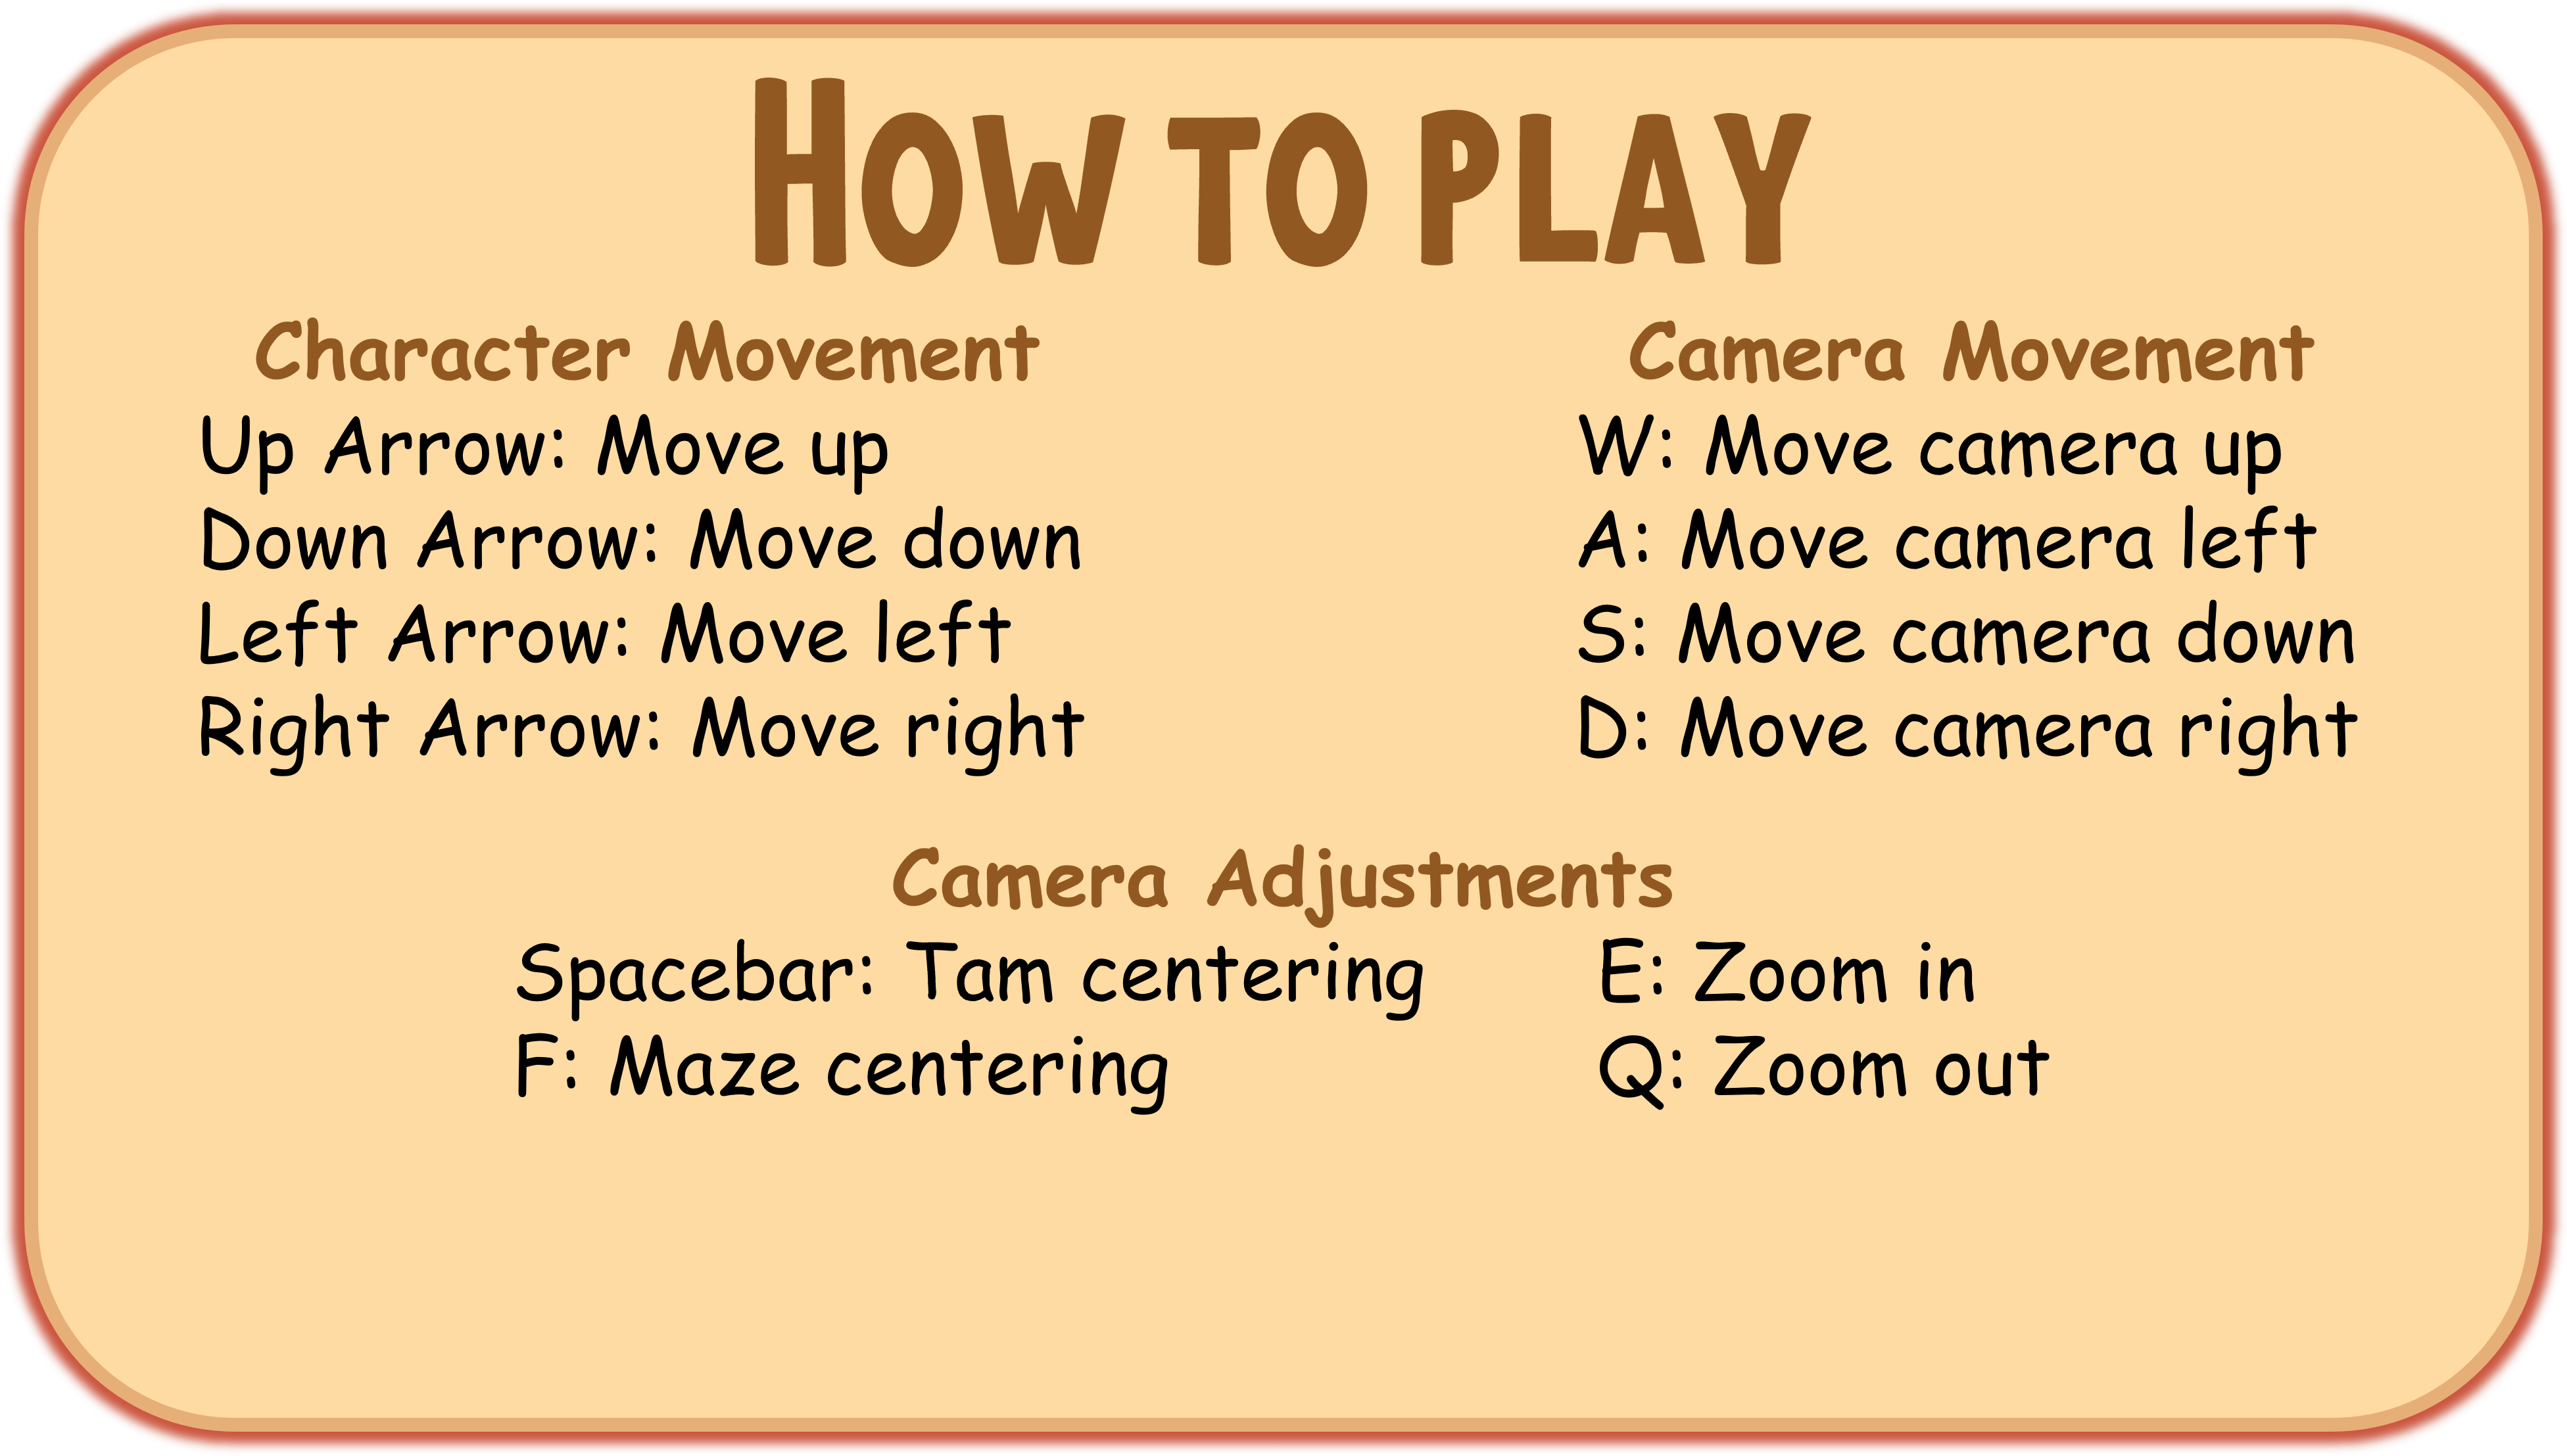 How to play
Character Movement
Up Arrow: Move up
Down Arrow: Move down
Left Arrow: Move left
Right Arrow: Move right
Camera Movement
W: Move camera up
A: Move camera left
S: Move camera down
D: Move camera right
Camera Adjustments
Spacebar: Tam centering
F: Maze centering
E: Zoom in
Q: Zoom out